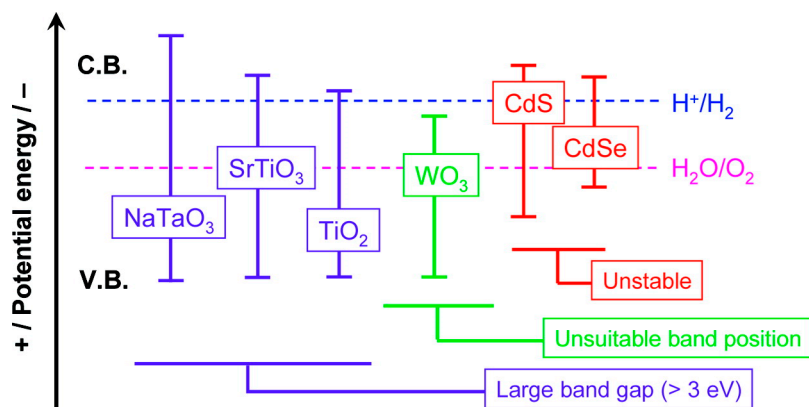 + / Potential energy / –
C.B.
V.B.
NaTaO₃
SrTiO₃
TiO₂
WO₃
CdS
CdSe
H⁺/H₂
H₂O/O₂
Unstable
Unsuitable band position
Large band gap (> 3 eV)